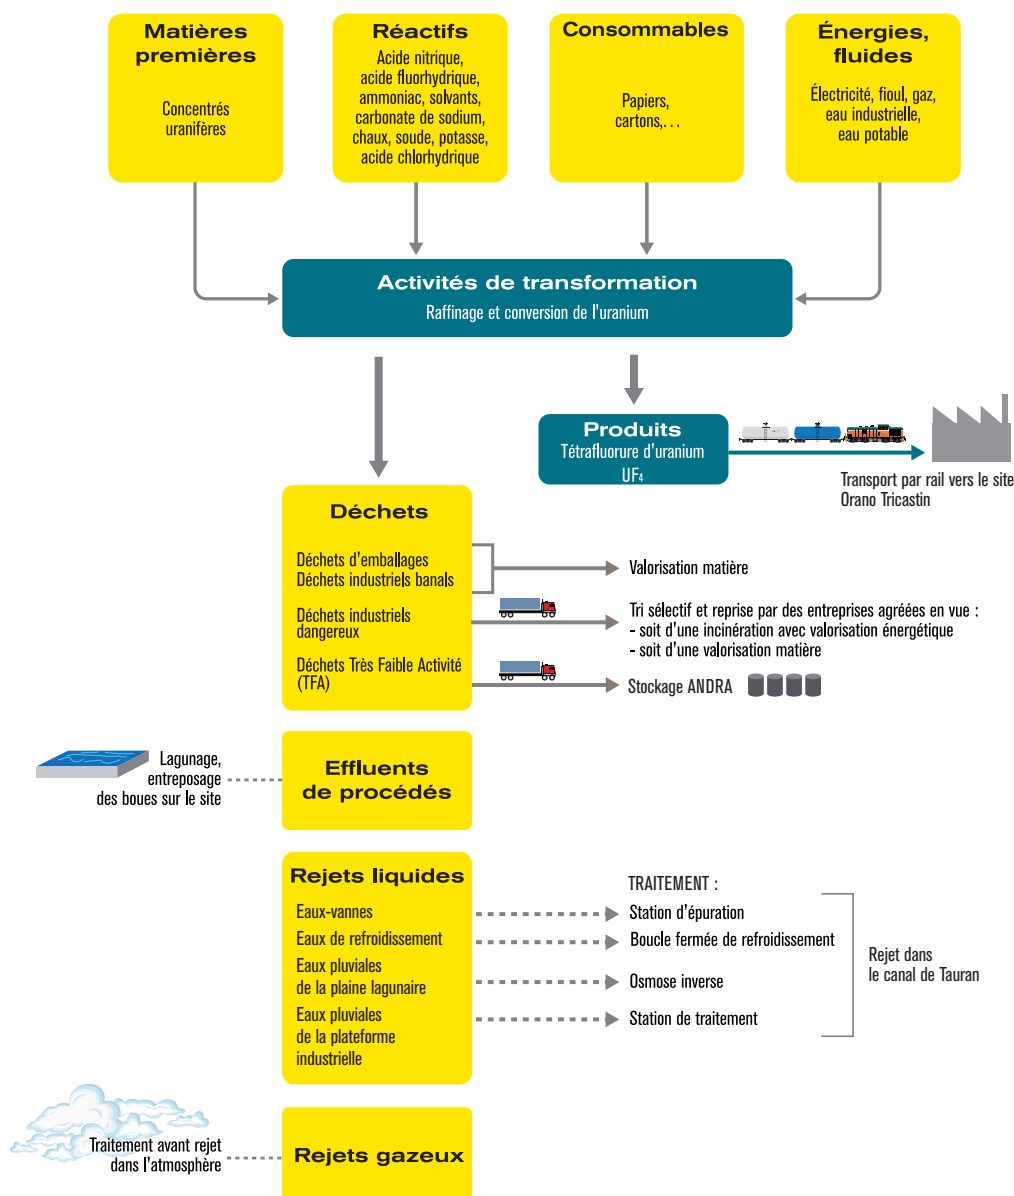 Matières
premières
Concentrés
uranifères
Réactifs
Acide nitrique,
acide fluorhydrique,
ammoniac, solvants,
carbonate de sodium,
chaux, soude, potasse,
acide chlorhydrique
Consommables
Papiers,
cartons,...
Énergies,
fluides
Électricité, fioul, gaz,
eau industrielle,
eau potable
Activités de transformation
Raffinage et conversion de l'uranium
Produits
Tétrafluorure d'uranium
UF4
Transport par rail vers le site
Orano Tricastin
Déchets
Déchets d'emballages
Déchets industriels banals
Valorisation matière
Déchets industriels
dangereux
Tri sélectif et reprise par des entreprises agréées en vue :
- soit d'une incinération avec valorisation énergétique
- soit d'une valorisation matière
Déchets Très Faible Activité
(TFA)
Stockage ANDRA
Lagunage,
entreposage
des boues sur le site
Effluents
de procédés
Rejets liquides
TRAITEMENT :
Eaux-vannes
Station d'épuration
Eaux de refroidissement
Boucle fermée de refroidissement
Eaux pluviales
de la plaine lagunaire
Osmose inverse
Eaux pluviales
de la plateforme
industrielle
Station de traitement
Rejet dans
le canal de Tauran
Traitement avant rejet
dans l'atmosphère
Rejets gazeux